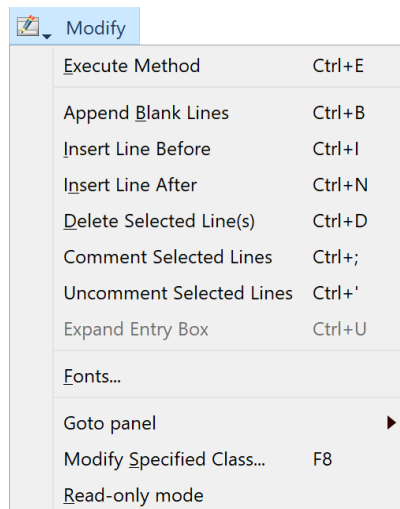 Modify
Execute Method Ctrl+E
Append Blank Lines Ctrl+B
Insert Line Before Ctrl+I
Insert Line After Ctrl+N
Delete Selected Line(s) Ctrl+D
Comment Selected Lines Ctrl+;
Uncomment Selected Lines Ctrl+'
Expand Entry Box Ctrl+U
Fonts...
Goto panel
Modify Specified Class... F8
Read-only mode